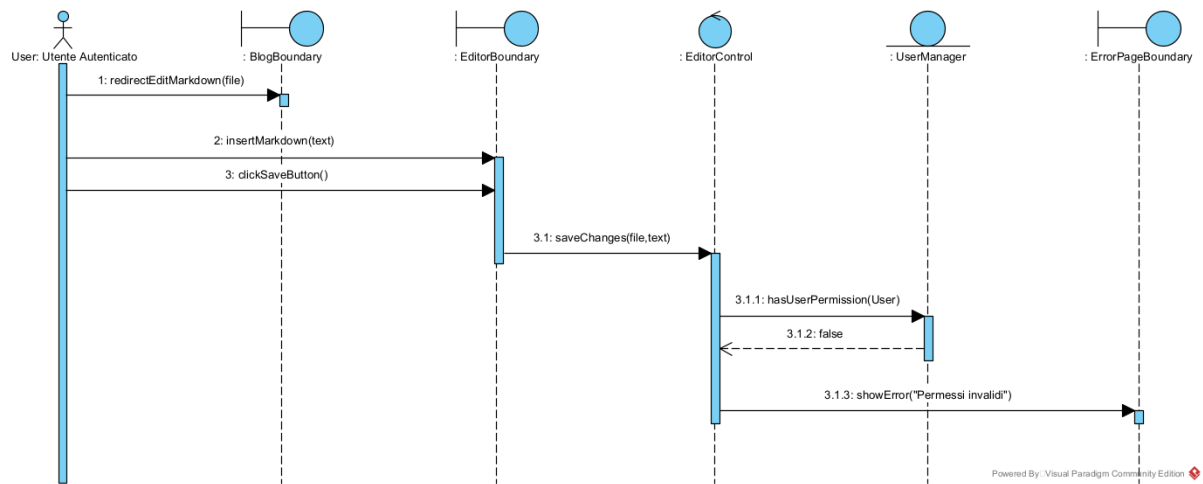 User: Utente Autenticato
: BlogBoundary
: EditorBoundary
: EditorControl
: UserManager
: ErrorPageBoundary
1: redirectEditMarkdown(file)
2: insertMarkdown(text)
3: clickSaveButton()
3.1: saveChanges(file,text)
3.1.1: hasUserPermission(User)
3.1.2: false
3.1.3: showError("Permessi invalidi")
Powered By Visual Paradigm Community Edition